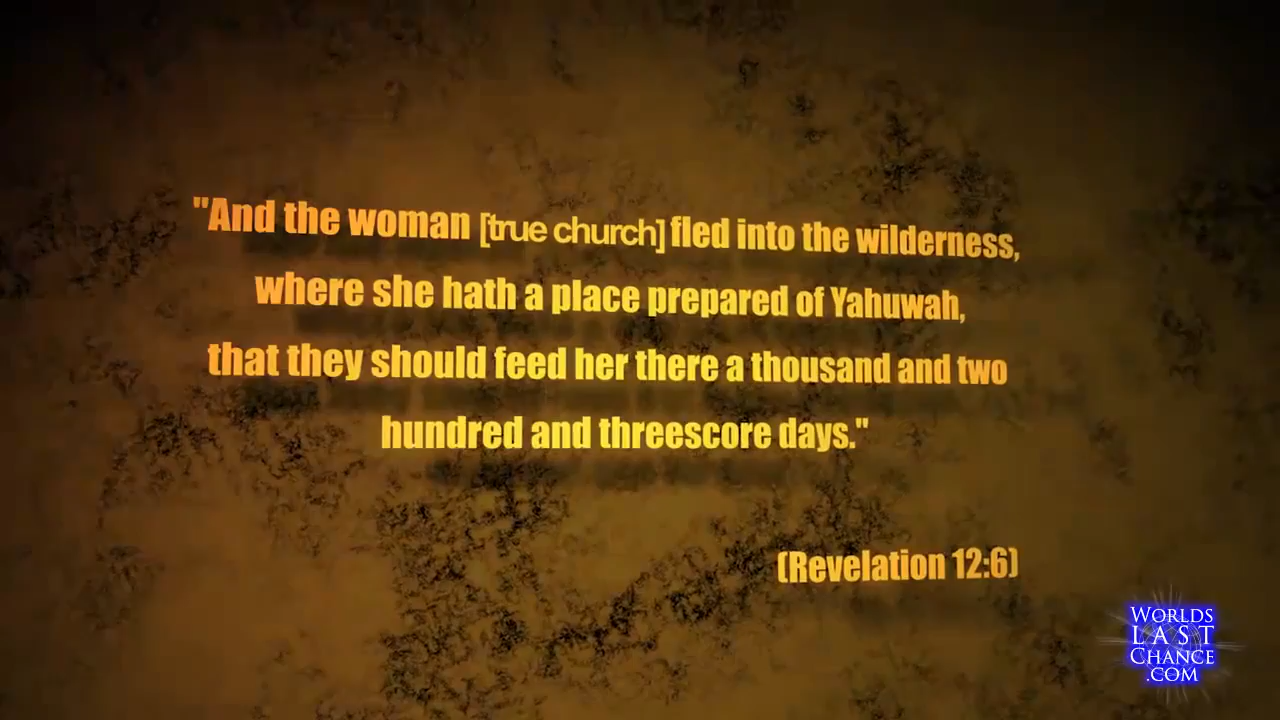 "And the woman [true church] fled into the wilderness,
where she hath a place prepared of Yahuwah,
that they should feed her there a thousand and two
hundred and threescore days."
(Revelation 12:6)
WORLDS
LAST
CHANCE
.COM